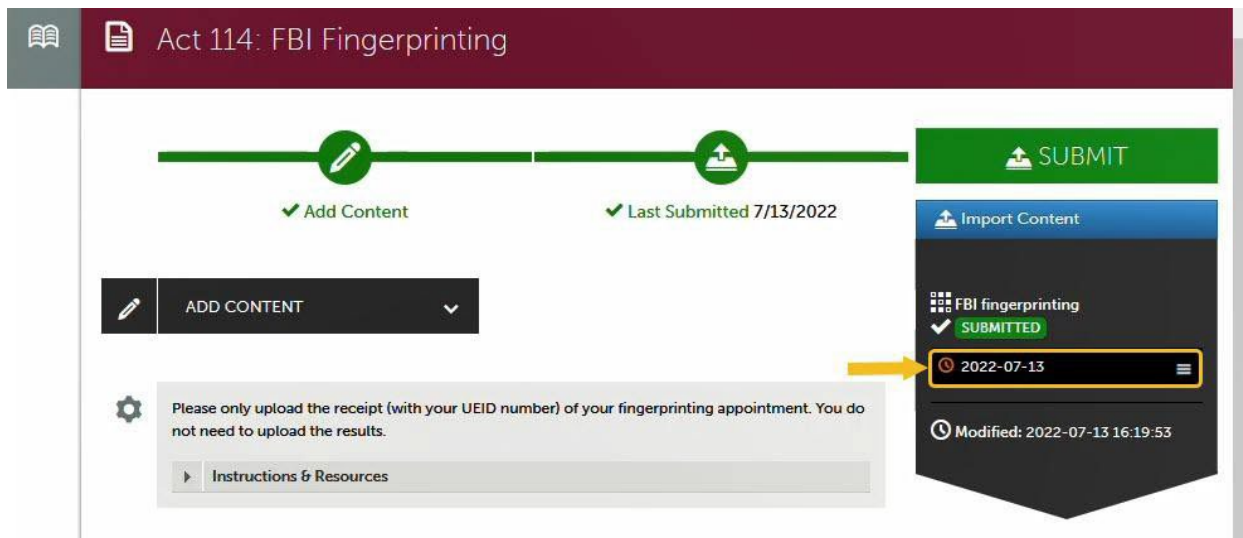 Act 114: FBI Fingerprinting
SUBMIT
Add Content
Last Submitted 7/13/2022
Import Content
ADD CONTENT
FBI fingerprinting
SUBMITTED
2022-07-13
Please only upload the receipt (with your UEID number) of your fingerprinting appointment. You do
not need to upload the results.
Modified: 2022-07-13 16:19:53
Instructions & Resources